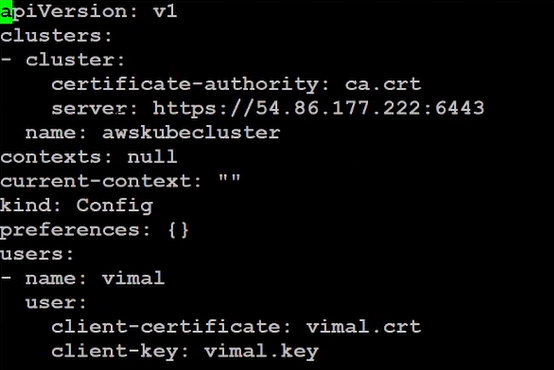 apiVersion: v1
clusters:
- cluster:
    certificate-authority: ca.crt
    server: https://54.86.177.222:6443
  name: awskubecluster
contexts: null
current-context: ""
kind: Config
preferences: {}
users:
- name: vimal
  user:
    client-certificate: vimal.crt
    client-key: vimal.key